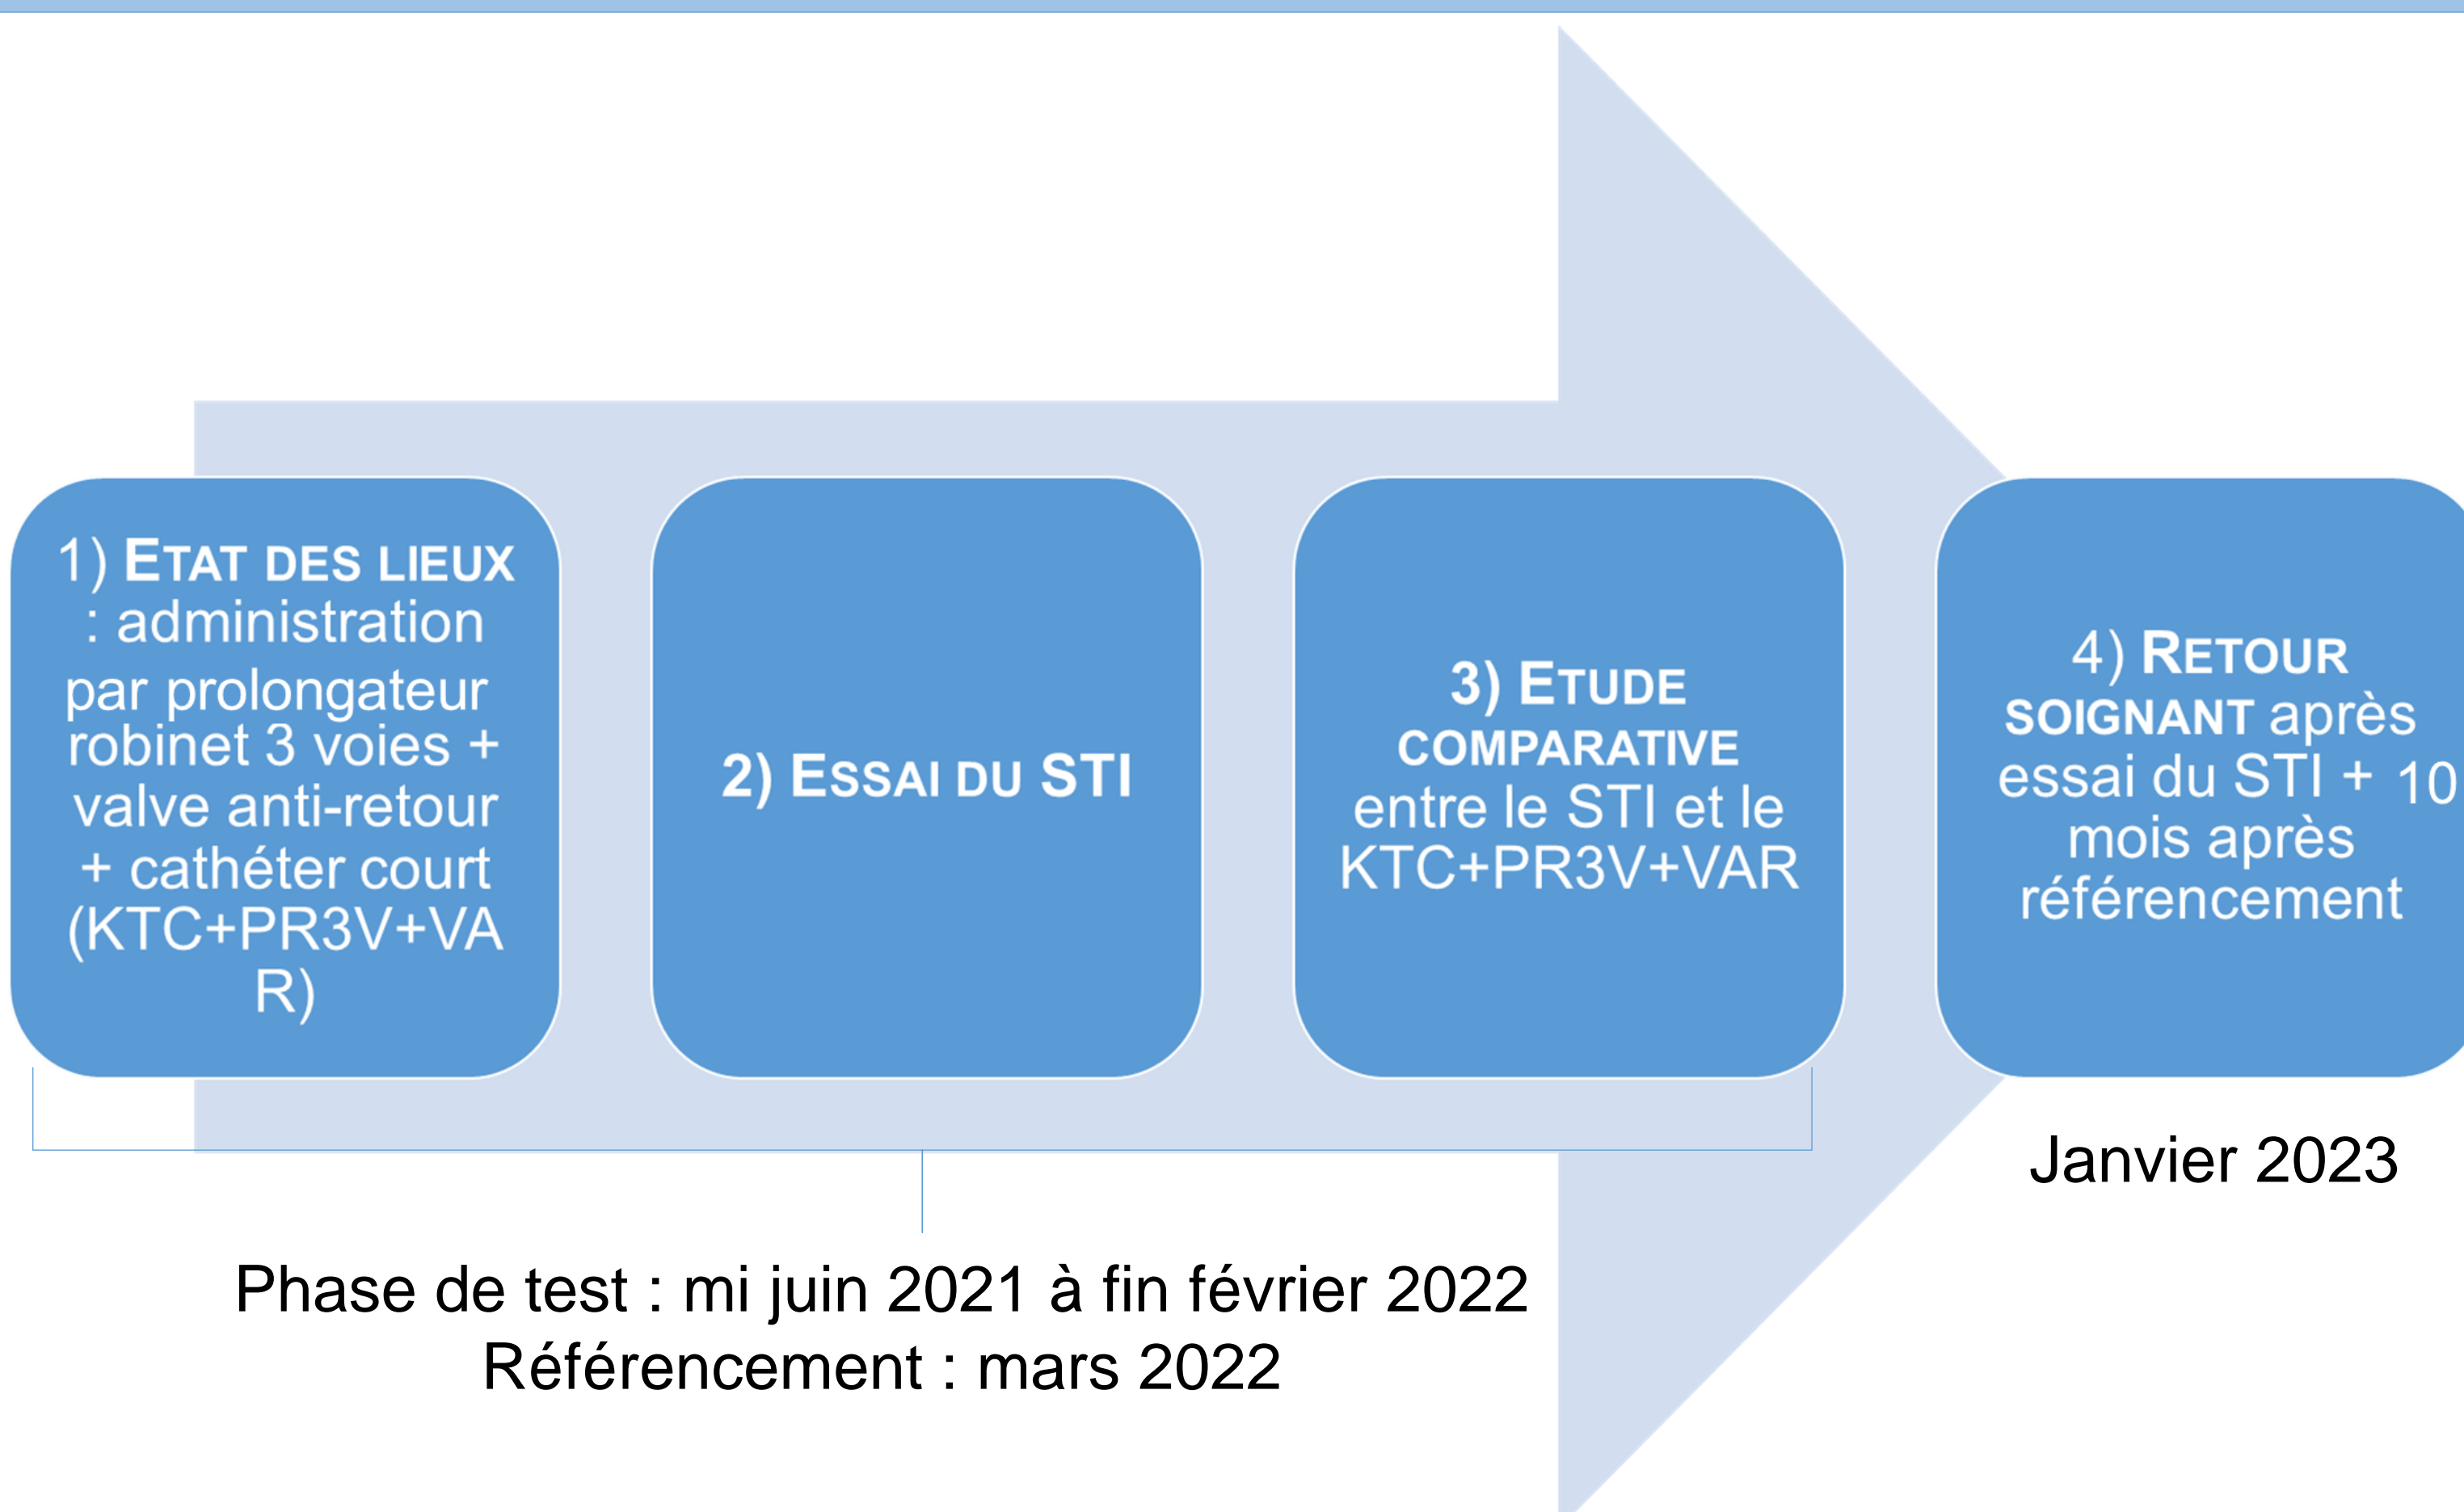 1) ETAT DES LIEUX
: administration
par prolongateur
robinet 3 voies +
valve anti-retour
+ cathéter court
(KTC+PR3V+VA
R)
2) ESSAI DU STI
3) ETUDE
COMPARATIVE
entre le STI et le
KTC+PR3V+VAR
4) RETOUR
SOIGNANT après
essai du STI + 10
mois après
référencement
Janvier 2023
Phase de test : mi juin 2021 à fin février 2022
Référencement : mars 2022